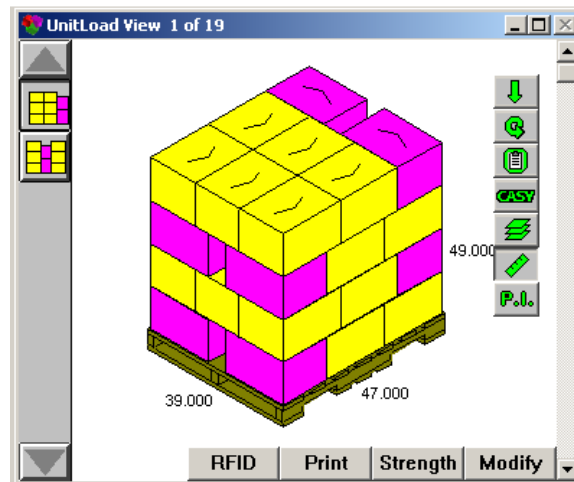 UnitLoad View 1 of 19
CASY
49.000
P.I.
39.000
47.000
RFID Print Strength Modify